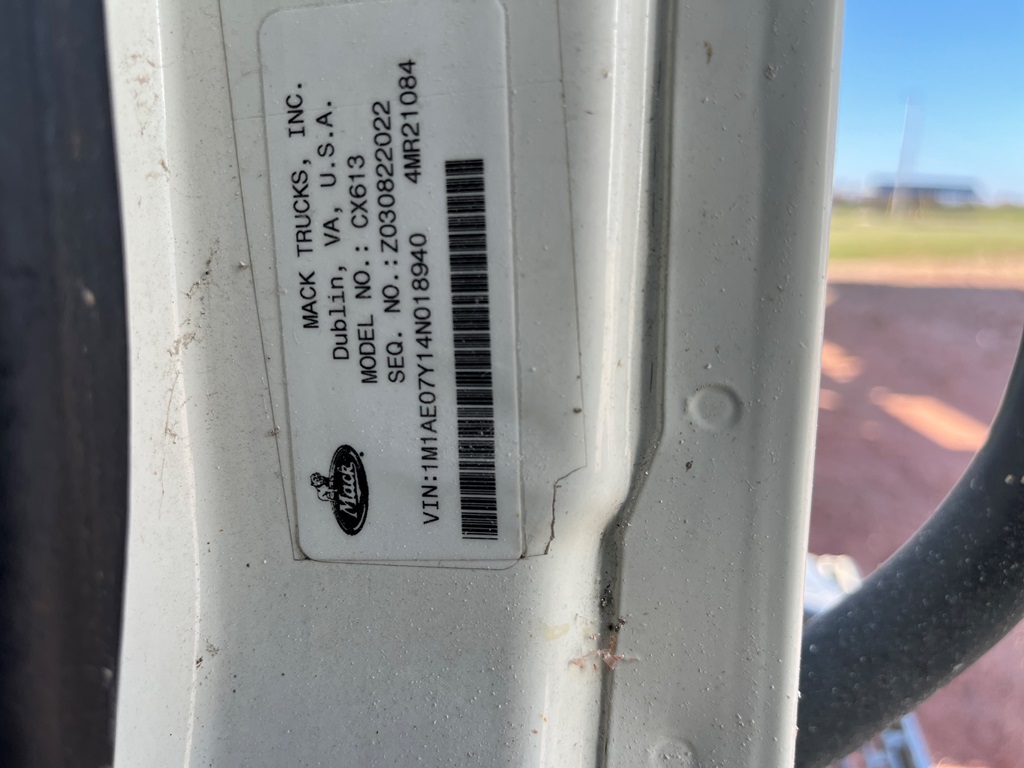 MACK TRUCKS, INC.
Dublin, VA, U.S.A.
MODEL NO.: CX613
SEQ. NO.:Z030822022
4MR21084
VIN:1M1AE07Y14N018940
Mack